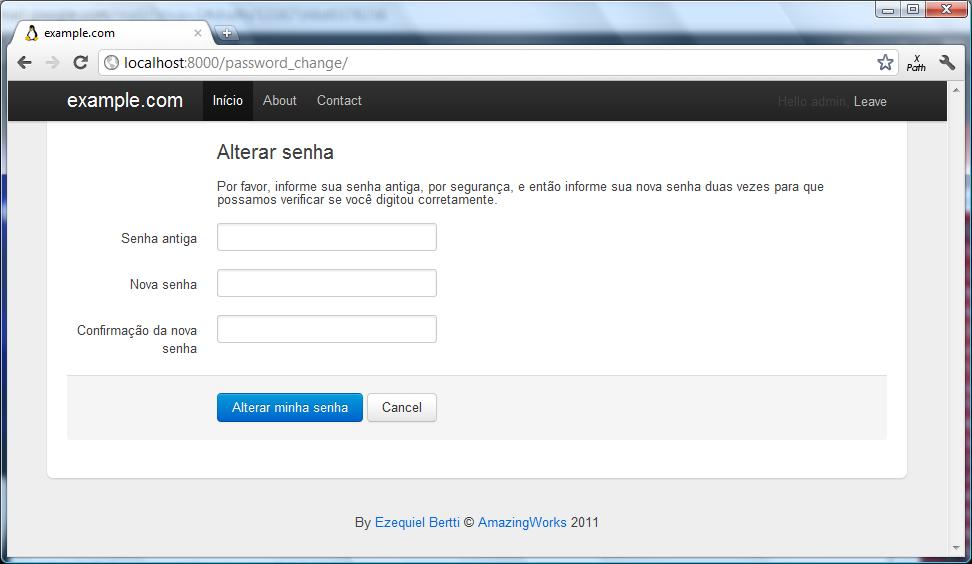 example.com
localhost:8000/password_change/
X
Path
example.com Início About Contact Hello admin, Leave
Alterar senha
Por favor, informe sua senha antiga, por segurança, e então informe sua nova senha duas vezes para que
possamos verificar se você digitou corretamente.
Senha antiga
Nova senha
Confirmação da nova
senha
Alterar minha senha Cancel
By Ezequiel Bertti © AmazingWorks 2011